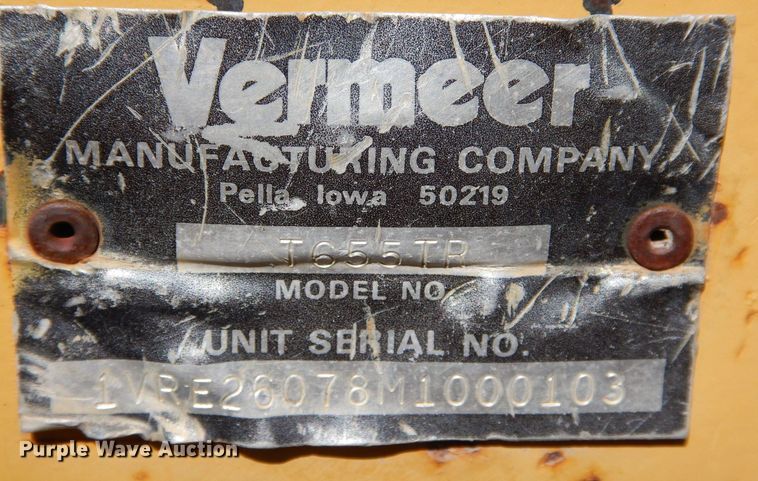 Vermeer
MANUFACTURING COMPANY
Pella, Iowa 50219
T655TR
MODEL NO.
UNIT SERIAL NO.
1VRE26078M1000103
Purple Wave Auction